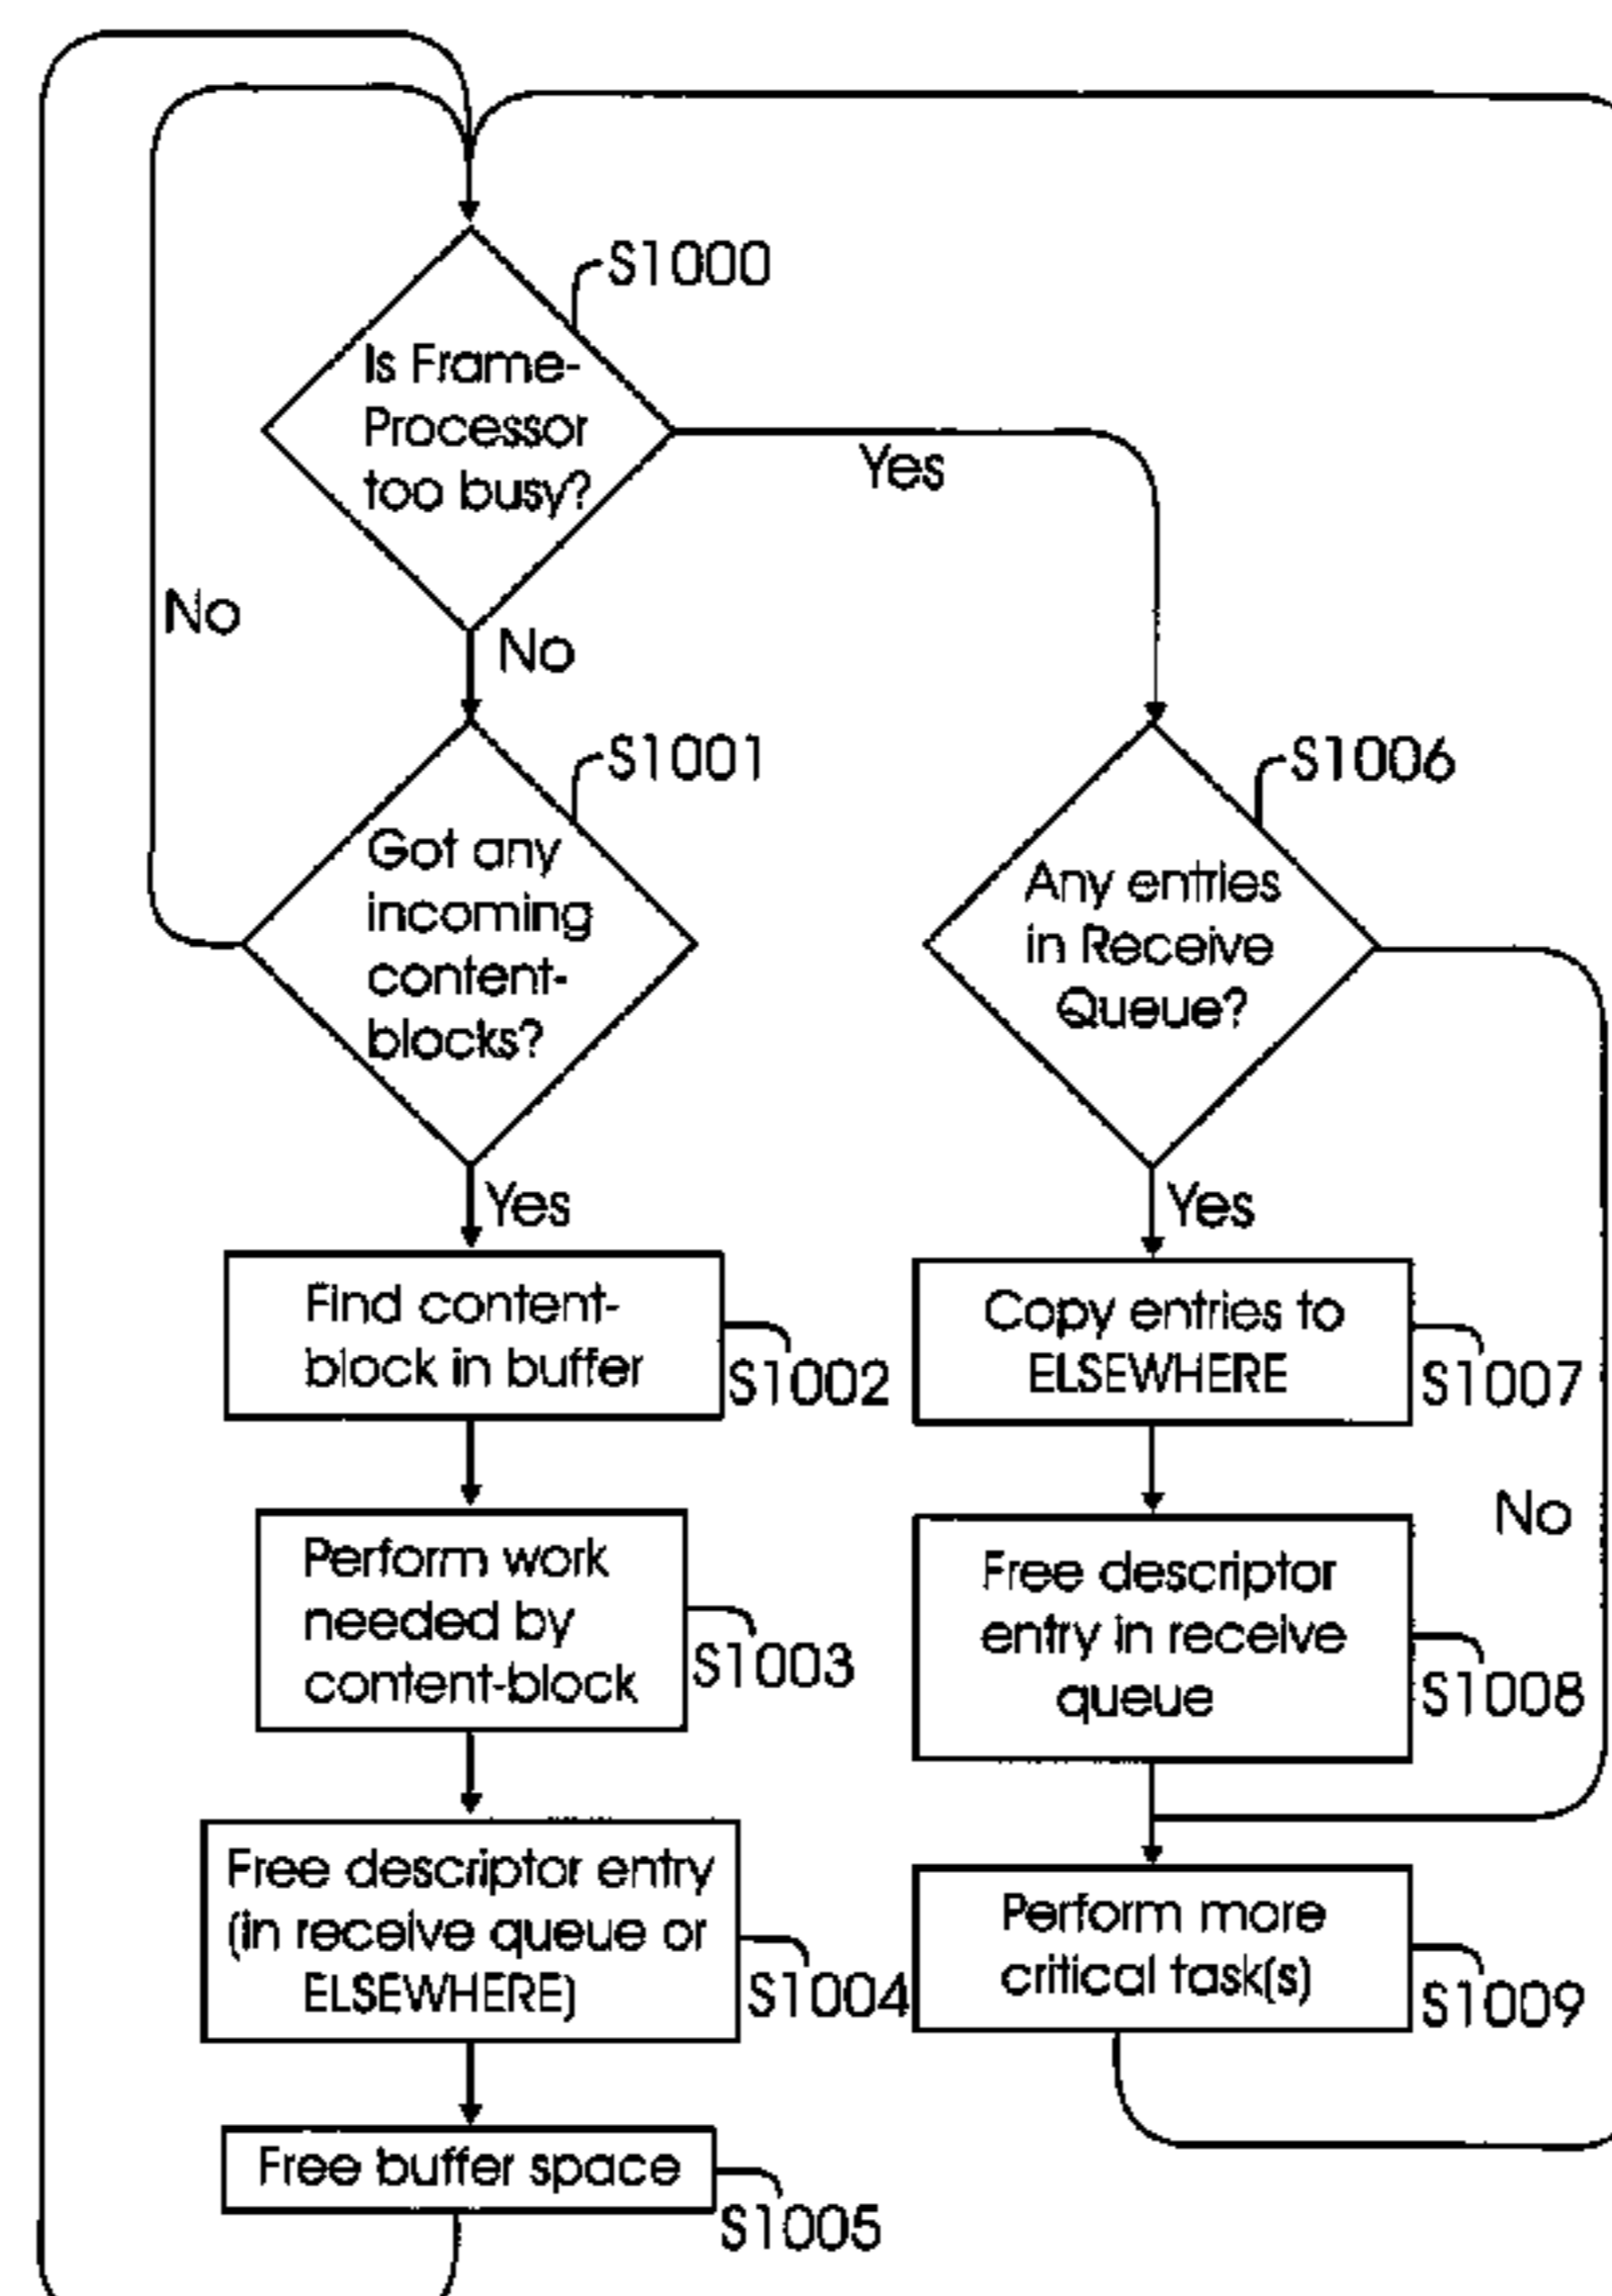 S1000
Is Frame-
Processor
too busy?
Yes
No
No
S1001
Got any
incoming
content-
blocks?
S1006
Any entries
in Receive
Queue?
Yes
Yes
Find content-
block in buffer
S1002
Copy entries to
ELSEWHERE
S1007
No
Perform work
needed by
content-block
S1003
Free descriptor
entry in receive
queue
S1008
Free descriptor entry
(in receive queue or
ELSEWHERE)
S1004
Perform more
critical task(s)
S1009
Free buffer space
S1005